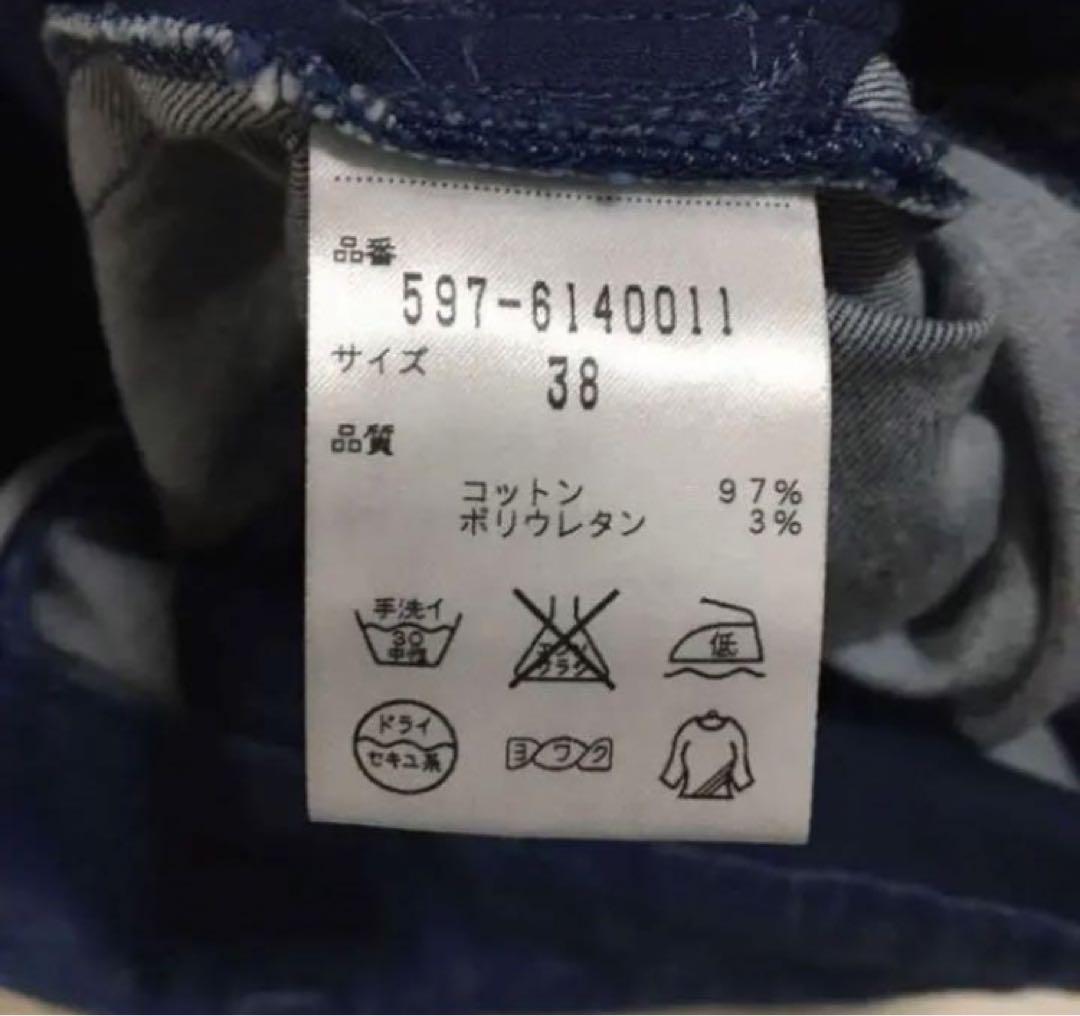 品番
597-6140011
サイズ 38
品質
コットン 97%
ポリウレタン 3%
手洗イ
30
中性
低
ドライ
セキユ系
ヨワク